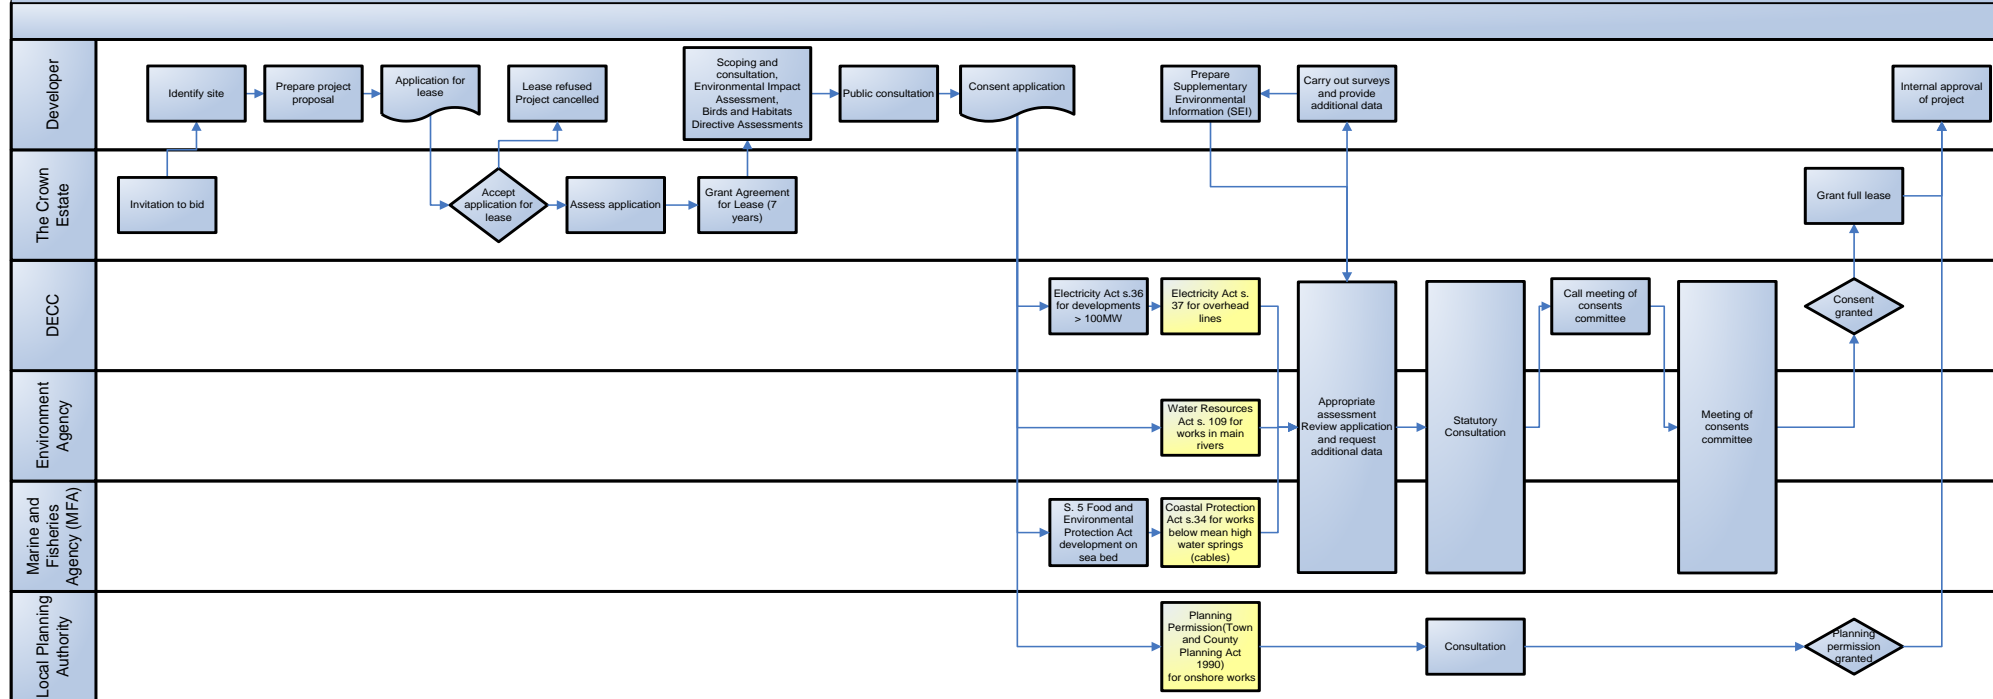 Developer
Identify site
Prepare project
proposal
Application for
lease
Lease refused
Project cancelled
Scoping and
consultation,
Environmental Impact
Assessment,
Birds and Habitats
Directive Assessments
Public consultation
Consent application
Prepare
Supplementary
Environmental
Information (SEI)
Carry out surveys
and provide
additional data
Internal approval
of project
The Crown
Estate
Invitation to bid
Accept
application for
lease
Assess application
Grant Agreement
for Lease (7
years)
Grant full lease
DECC
Electricity Act s.36
for developments
> 100MW
Electricity Act s.
37 for overhead
lines
Call meeting of
consents
committee
Consent
granted
Environment
Agency
Water Resources
Act s. 109 for
works in main
rivers
Appropriate
assessment
Review application
and request
additional data
Statutory
Consultation
Meeting of
consents
committee
Marine and
Fisheries
Agency (MFA)
S. 5 Food and
Environmental
Protection Act
development on
sea bed
Coastal Protection
Act s.34 for works
below mean high
water springs
(cables)
Local Planning
Authority
Planning
Permission(Town
and County
Planning Act
1990)
for onshore works
Consultation
Planning
permission
granted